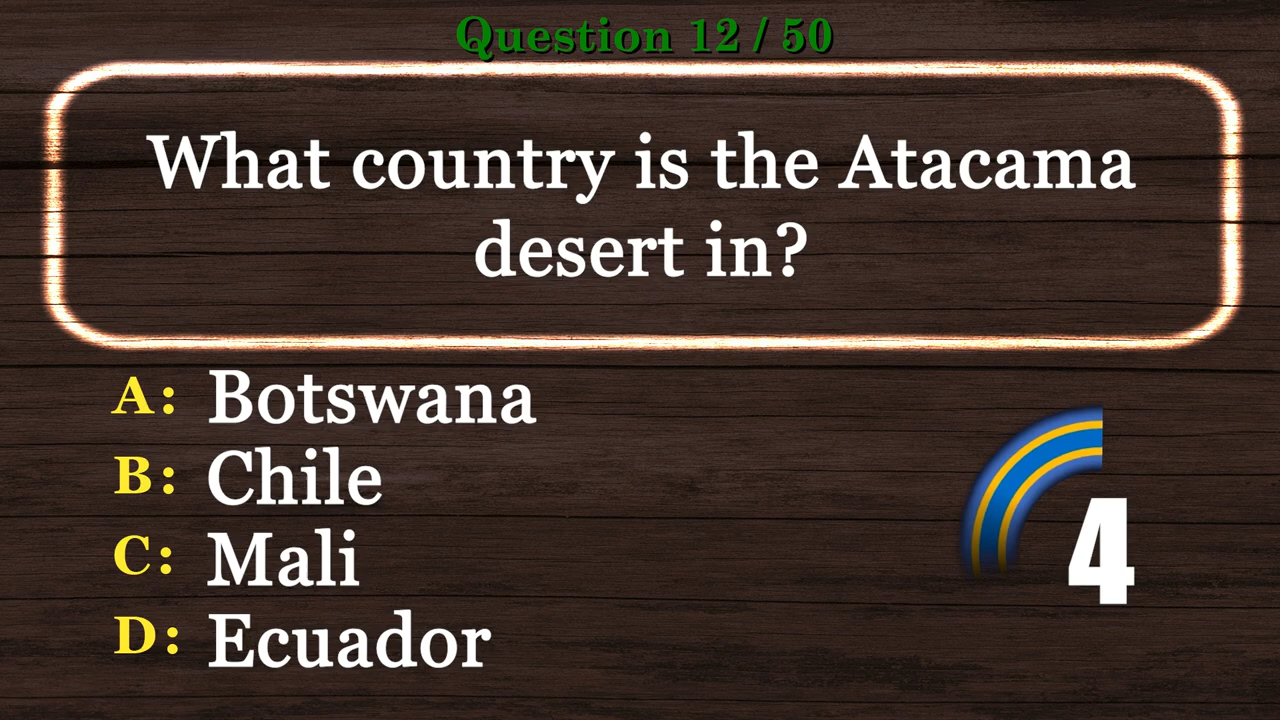 Question 12 / 50
What country is the Atacama
desert in?
A: Botswana
B: Chile
C: Mali
D: Ecuador
4